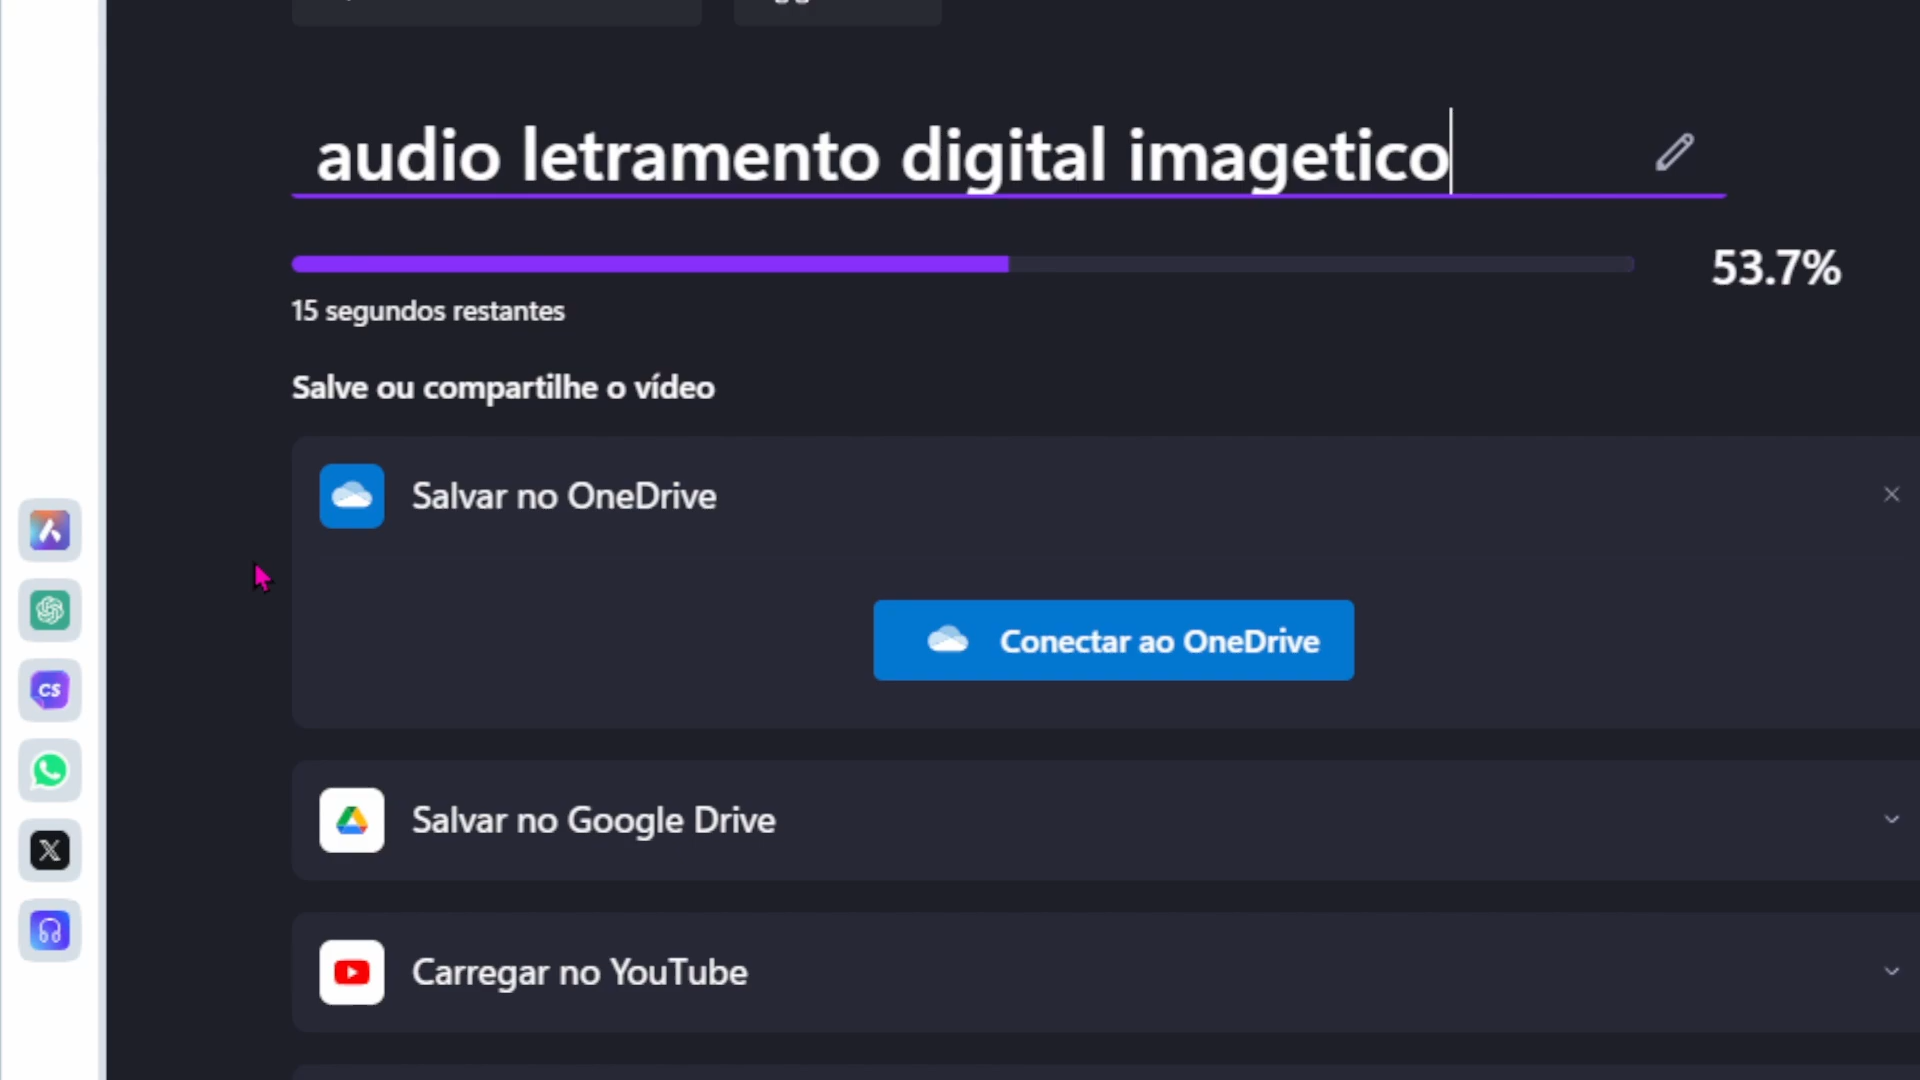 audio letramento digital imagetico
53.7%
15 segundos restantes
Salve ou compartilhe o vídeo
Salvar no OneDrive
Conectar ao OneDrive
CS
Salvar no Google Drive
Carregar no YouTube